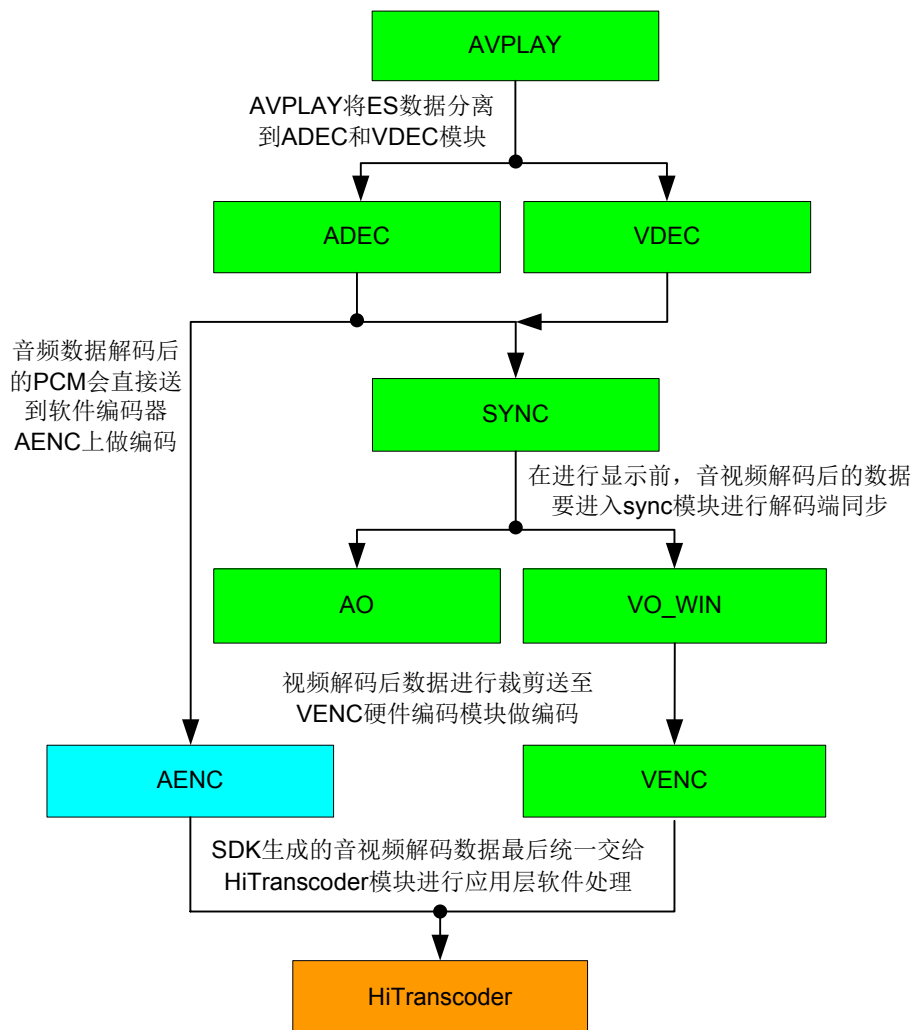 AVPLAY
AVPLAY将ES数据分离
到ADEC和VDEC模块
ADEC
VDEC
音频数据解码后
的PCM会直接送
到软件编码器
AENC上做编码
SYNC
在进行显示前，音视频解码后的数据
要进入sync模块进行解码端同步
AO
VO_WIN
视频解码后数据进行裁剪送至
VENC硬件编码模块做编码
AENC
VENC
SDK生成的音视频解码数据最后统一交给
HiTranscoder模块进行应用层软件处理
HiTranscoder